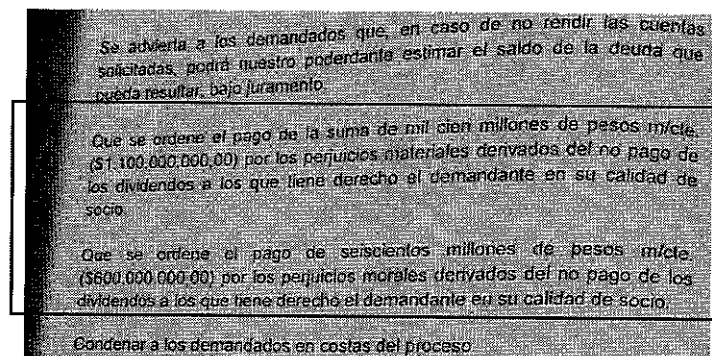 Se advierta a los demandados que, en caso de no rendir las cuentas
solicitadas, podrá nuestro poderdante estimar el saldo de la deuda que
pueda resultar, bajo juramento.
Que se ordene el pago de la suma de mil cien millones de pesos m/cte.
($1.100.000.000,00) por los perjuicios materiales derivados del no pago de
los dividendos a los que tiene derecho el demandante en su calidad de
socio.
Que se ordene el pago de seiscientos millones de pesos m/cte.
($600.000.000,00) por los perjuicios morales derivados del no pago de los
dividendos a los que tiene derecho el demandante en su calidad de socio.
Condenar a los demandados en costas del proceso